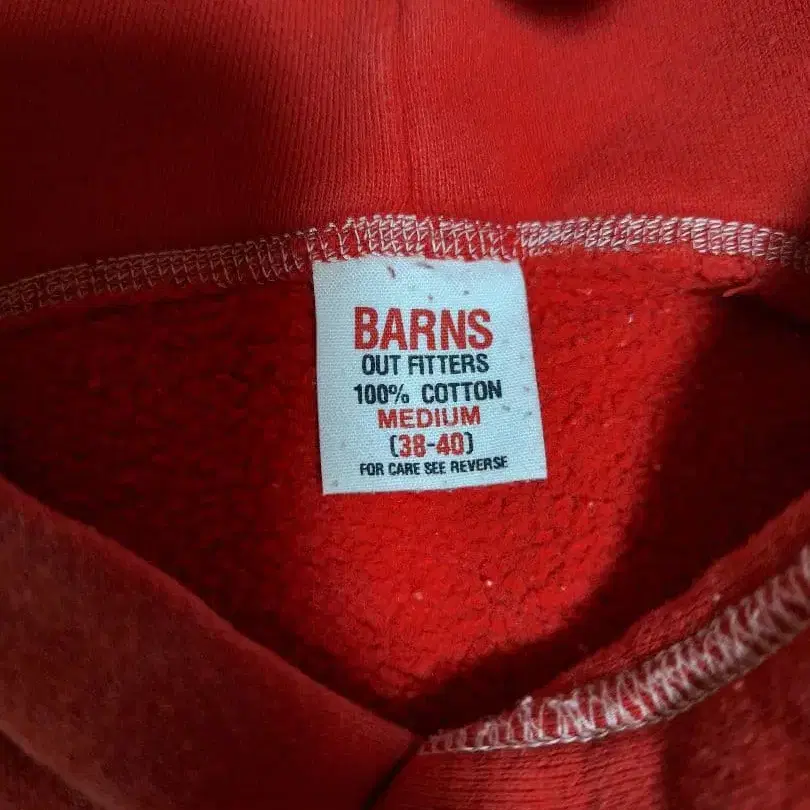 BARNS
OUT FITTERS
100% COTTON
MEDIUM
(38-40)
FOR CARE SEE REVERSE